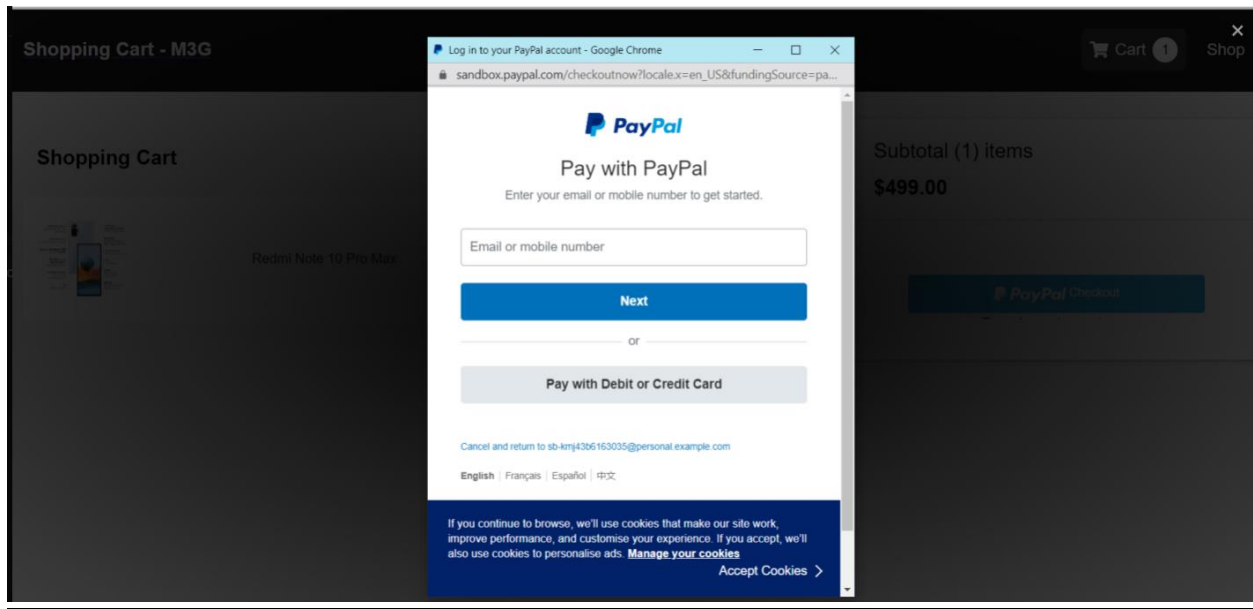 Shopping Cart - M3G
Cart 1
Shop
Shopping Cart
Redmi Note 10 Pro Max
Subtotal (1) items
$499.00
PayPal Checkout
Log in to your PayPal account - Google Chrome
sandbox.paypal.com/checkoutnow?locale.x=en_US&fundingSource=pa...
PayPal
Pay with PayPal
Enter your email or mobile number to get started.
Email or mobile number
Next
or
Pay with Debit or Credit Card
Cancel and return to sb-kmj43b6163035@personal.example.com
English | Français | Español | 中文
If you continue to browse, we'll use cookies that make our site work,
improve performance, and customise your experience. If you accept, we'll
also use cookies to personalise ads. Manage your cookies
Accept Cookies